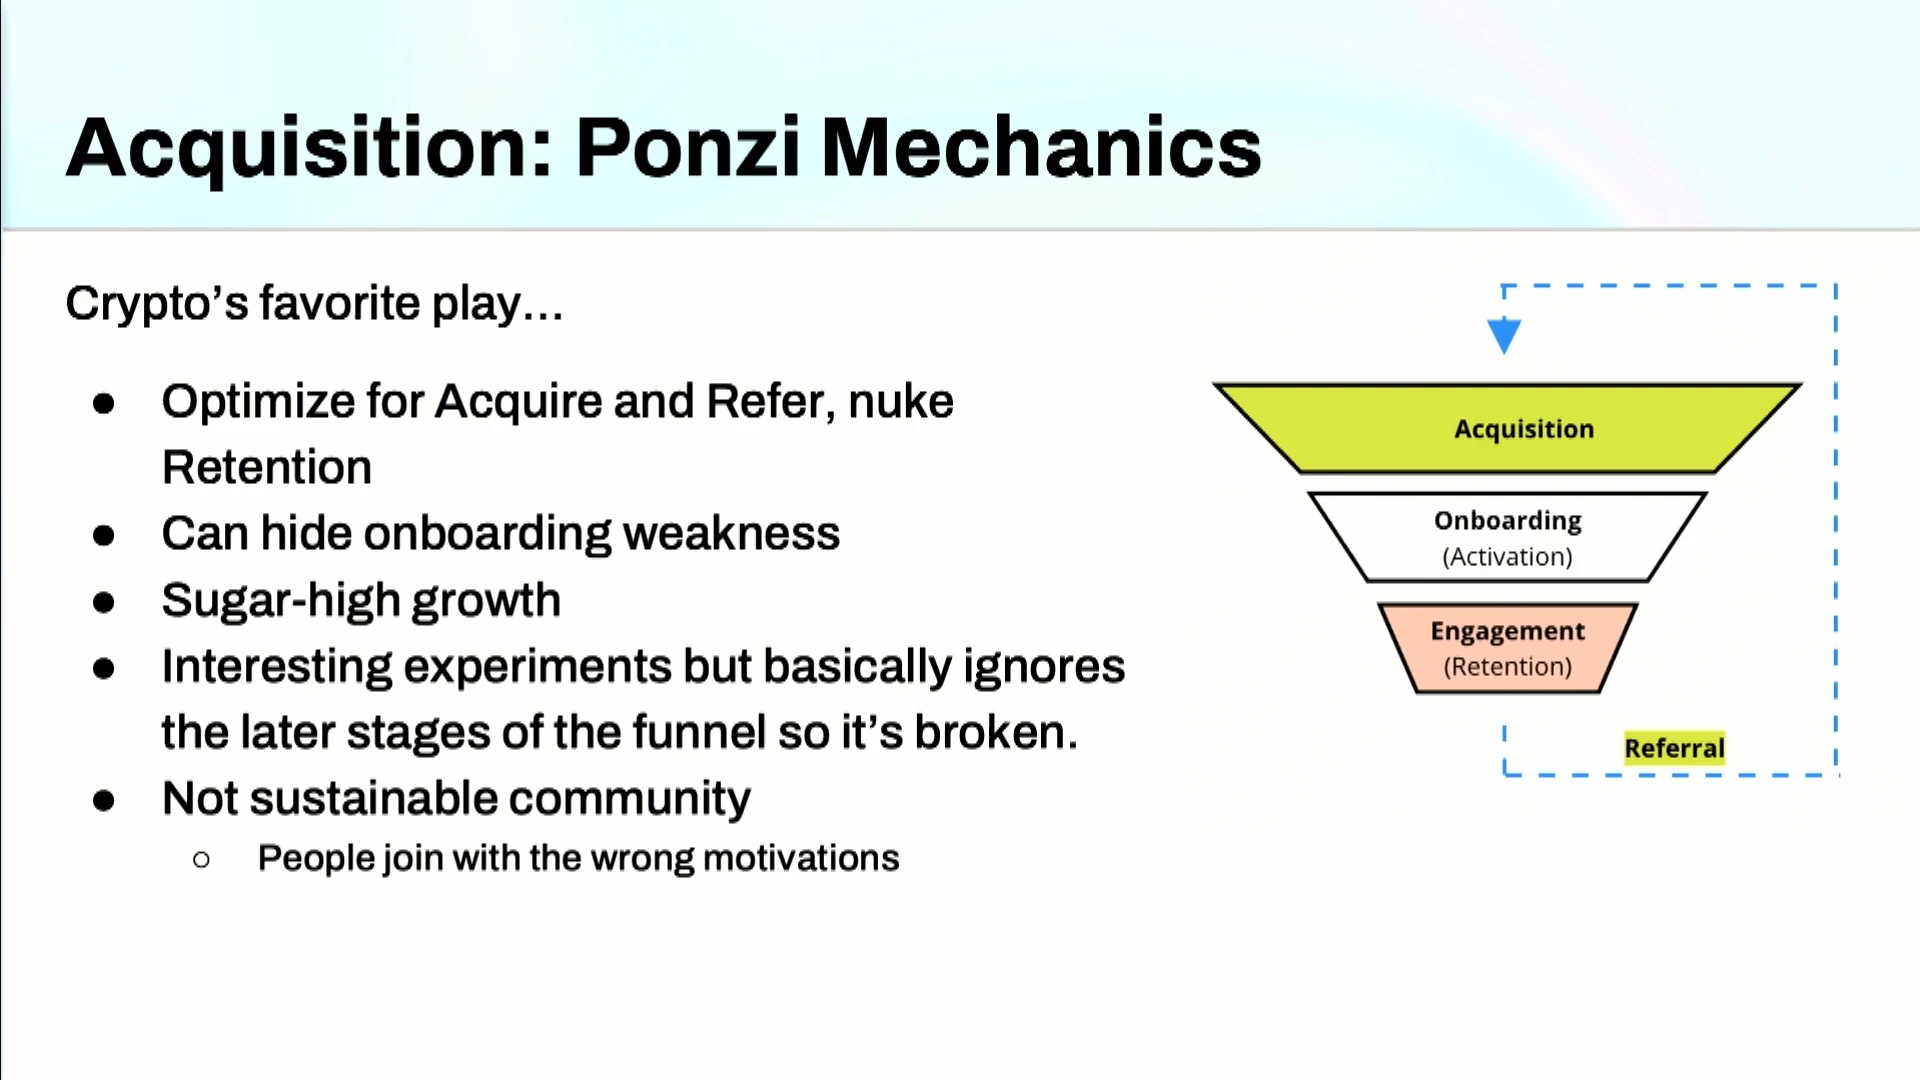 Acquisition: Ponzi Mechanics
Crypto’s favorite play...
● Optimize for Acquire and Refer, nuke
Retention
● Can hide onboarding weakness
● Sugar-high growth
● Interesting experiments but basically ignores
the later stages of the funnel so it’s broken.
● Not sustainable community
○ People join with the wrong motivations
Acquisition
Onboarding
(Activation)
Engagement
(Retention)
Referral